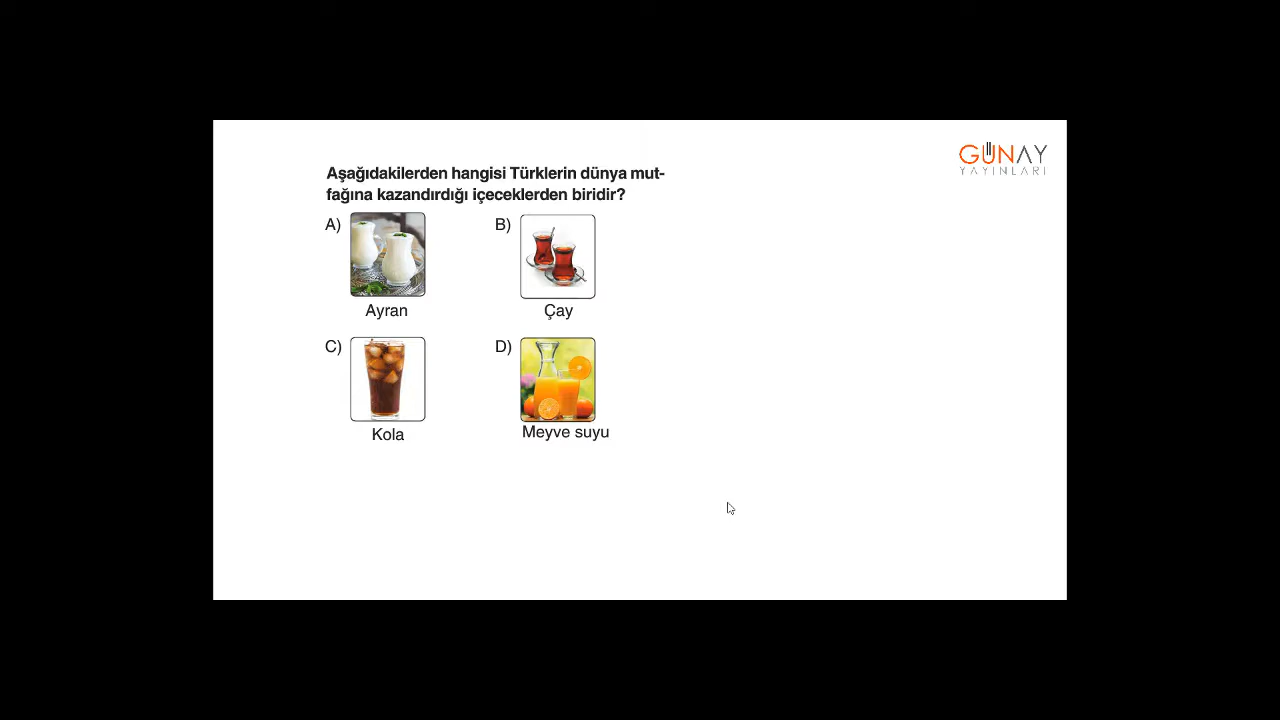 GÜNAY
YAYINLARI
Aşağıdakilerden hangisi Türklerin dünya mut-
fağına kazandırdığı içeceklerden biridir?
A)
Ayran
B)
Çay
C)
Kola
D)
Meyve suyu